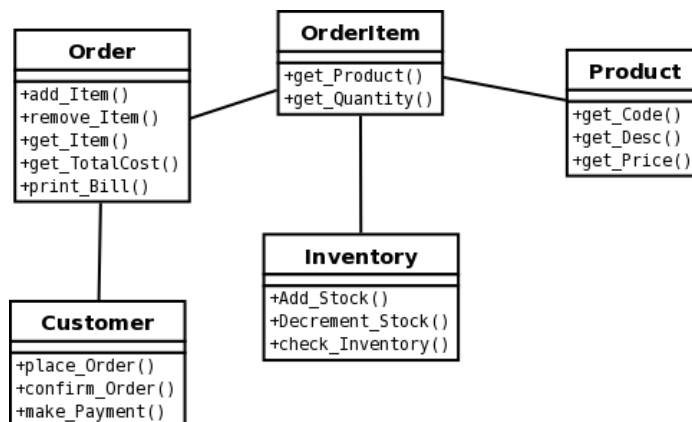 Order
+add_Item()
+remove_Item()
+get_Item()
+get_TotalCost()
+print_Bill()
OrderItem
+get_Product()
+get_Quantity()
Product
+get_Code()
+get_Desc()
+get_Price()
Customer
+place_Order()
+confirm_Order()
+make_Payment()
Inventory
+Add_Stock()
+Decrement_Stock()
+check_Inventory()